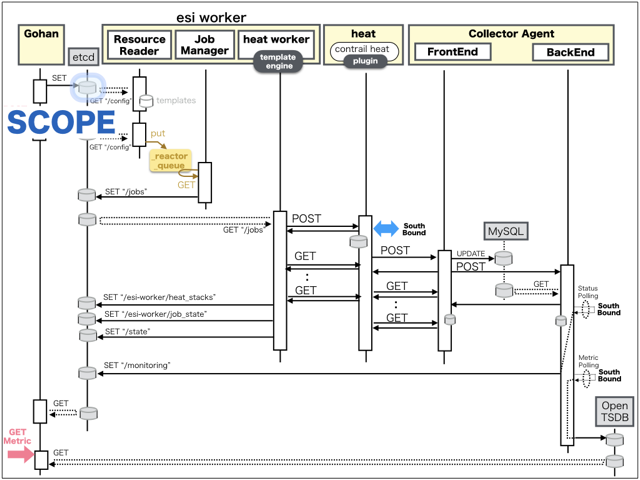 esi worker
Gohan
etcd
Resource
Reader
Job
Manager
heat worker
template
engine
heat
contrail heat
plugin
Collector Agent
FrontEnd
BackEnd
SET
GET "/config"
templates
SCOPE
GET "/config"
put
_reactor
_queue
GET
SET "/jobs"
GET "/jobs
POST
South
Bound
MySQL
POST
UPDATE
GET
POST
GET
:
GET
GET
:
GET
Status
Polling
South
Bound
SET "/esi-worker/heat_stacks"
SET "/esi-worker/job_state"
SET "/state"
Metric
Polling
South
Bound
SET "/monitoring"
GET
Open
TSDB
GET
Metric
GET